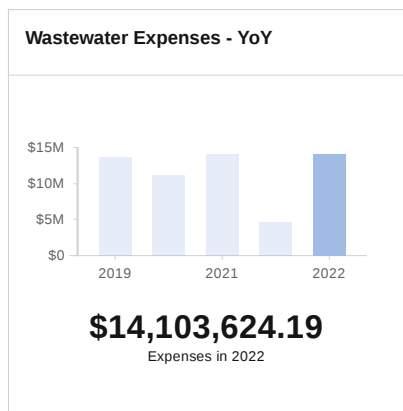 Wastewater Expenses - YoY
$15M
$10M
$5M
$0
2019 2021 2022
$14,103,624.19
Expenses in 2022